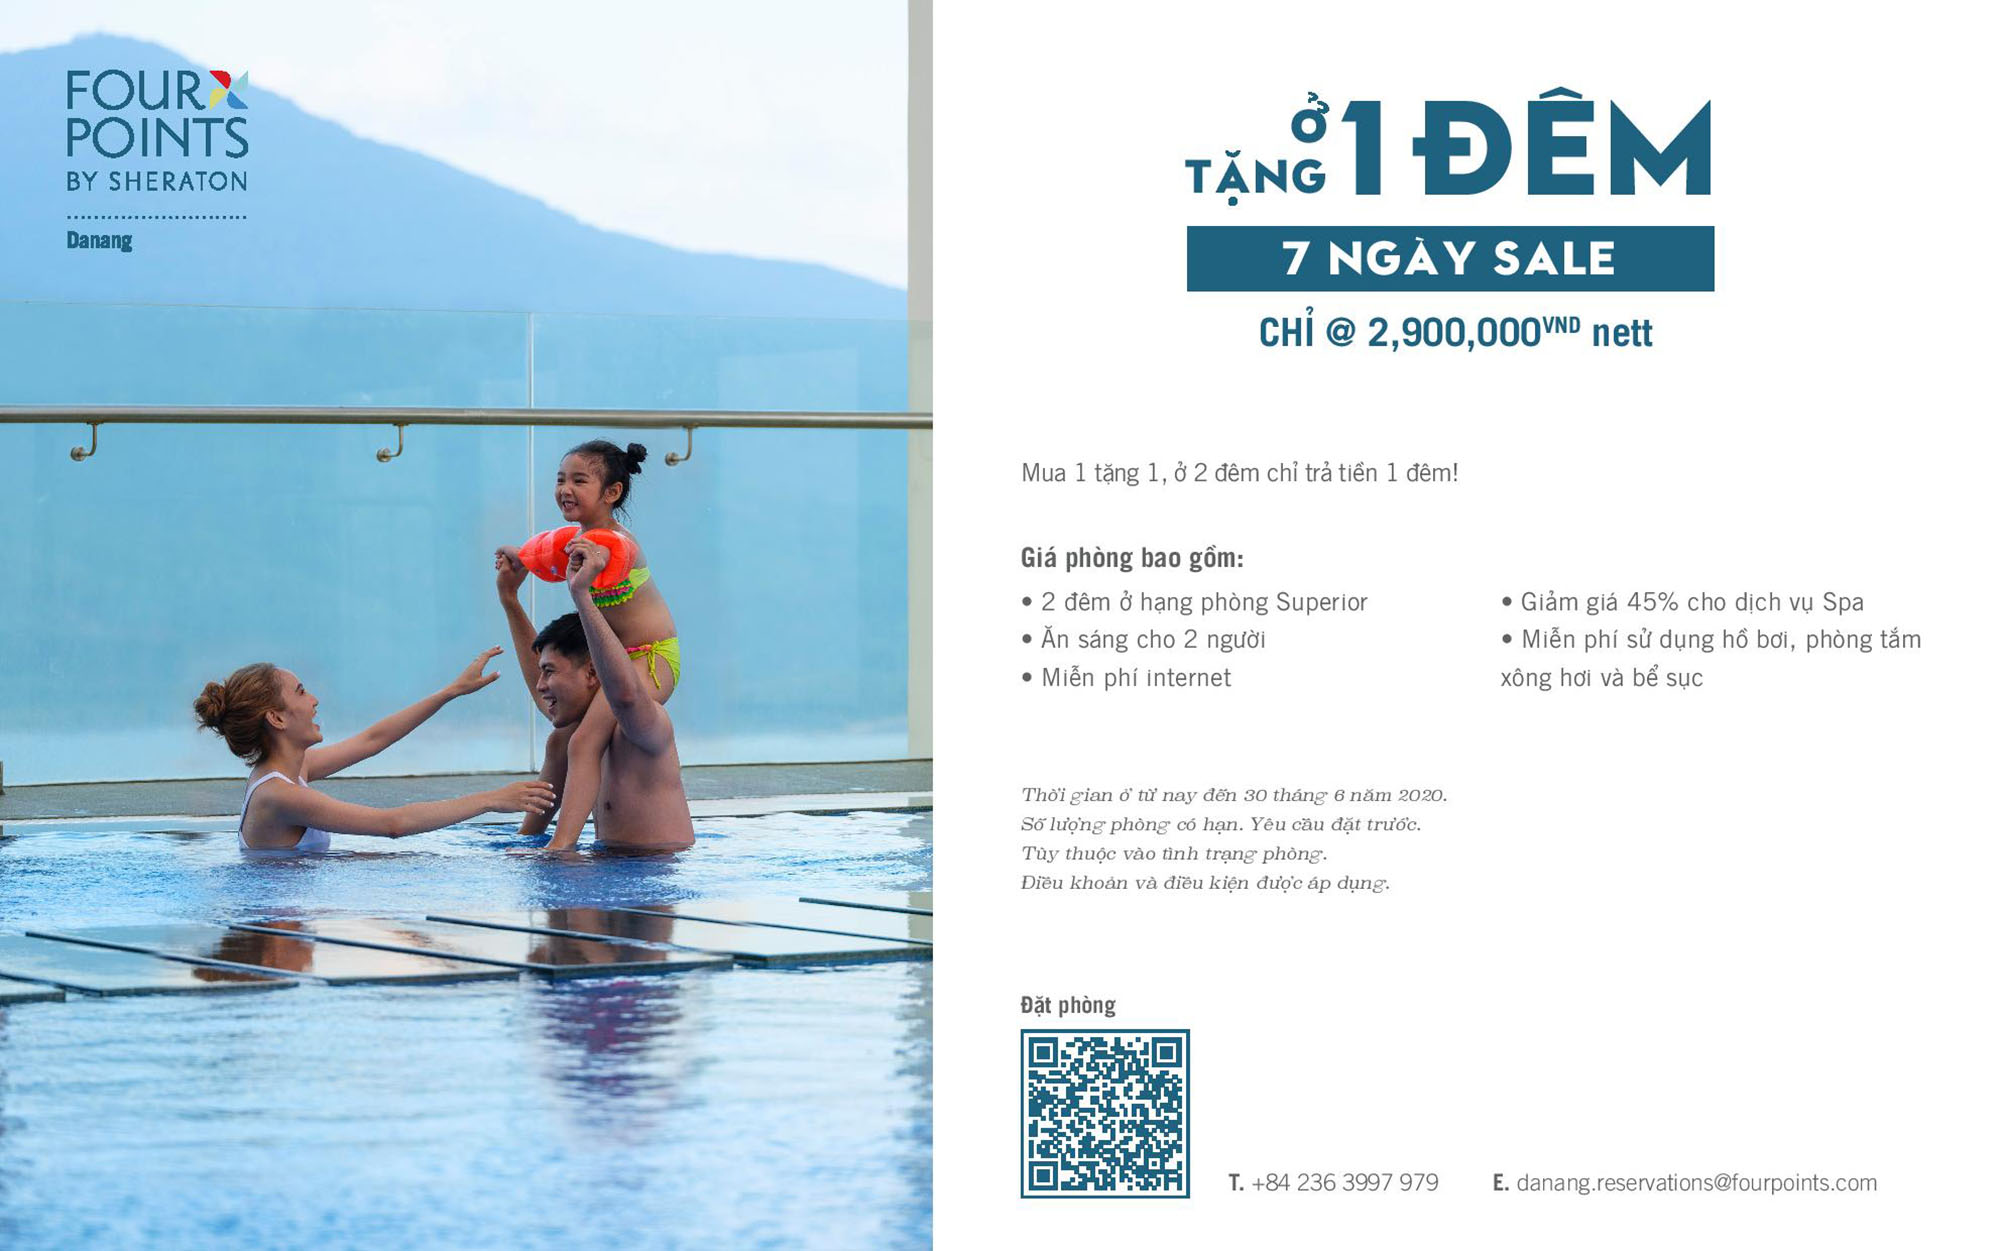 FOUR
POINTS
BY SHERATON
Danang
Ở
TẶNG
1 ĐÊM
7 NGÀY SALE
CHỈ @ 2,900,000VND nett
Mua 1 tặng 1, ở 2 đêm chỉ trả tiền 1 đêm!
Giá phòng bao gồm:
• 2 đêm ở hạng phòng Superior
• Ăn sáng cho 2 người
• Miễn phí internet
• Giảm giá 45% cho dịch vụ Spa
• Miễn phí sử dụng hồ bơi, phòng tắm
xông hơi và bể sục
Thời gian ở từ nay đến 30 tháng 6 năm 2020.
Số lượng phòng có hạn. Yêu cầu đặt trước.
Tùy thuộc vào tình trạng phòng.
Điều khoản và điều kiện được áp dụng.
Đặt phòng
T. +84 236 3997 979
E. danang.reservations@fourpoints.com